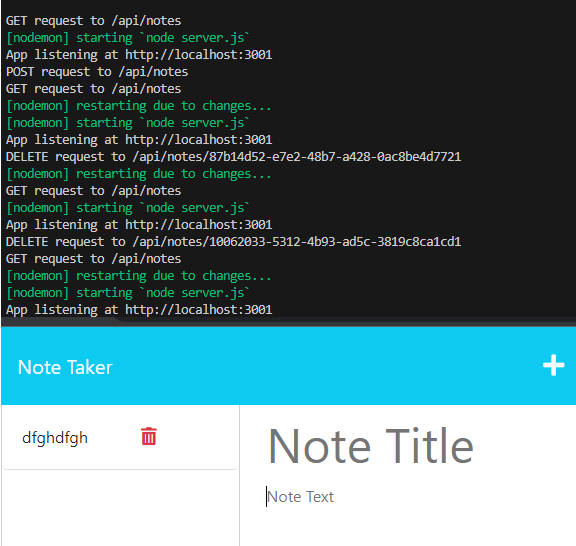 GET request to /api/notes
[nodemon] starting `node server.js`
App listening at http://localhost:3001
POST request to /api/notes
GET request to /api/notes
[nodemon] restarting due to changes...
[nodemon] starting `node server.js`
App listening at http://localhost:3001
DELETE request to /api/notes/87b14d52-e7e2-48b7-a428-0ac8be4d7721
[nodemon] restarting due to changes...
GET request to /api/notes
[nodemon] starting `node server.js`
App listening at http://localhost:3001
DELETE request to /api/notes/10062033-5312-4b93-ad5c-3819c8ca1cd1
GET request to /api/notes
[nodemon] restarting due to changes...
[nodemon] starting `node server.js`
App listening at http://localhost:3001
Note Taker
dfghdfgh
Note Title
Note Text